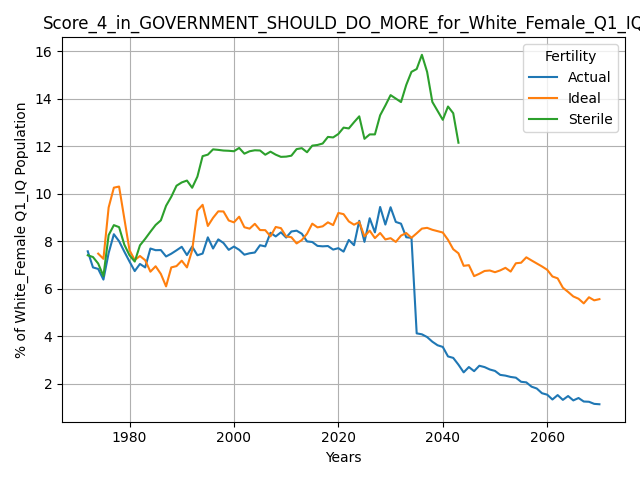 Score_4_in_GOVERNMENT_SHOULD_DO_MORE_for_White_Female_Q1_IQ
% of White_Female Q1_IQ Population
16
14
12
10
8
6
4
2
Fertility
Actual
Ideal
Sterile
1980
2000
2020
2040
2060
Years